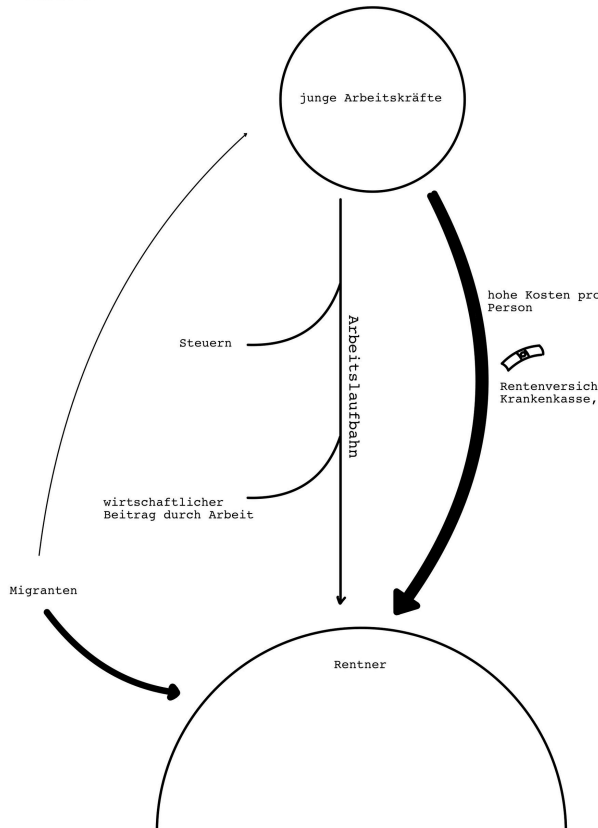 junge Arbeitskräfte
hohe Kosten pro
Person
Steuern
Arbeitslaufbahn
Krankenkasse,
wirtschaftlicher
Beitrag durch Arbeit
Migranten
Rentner